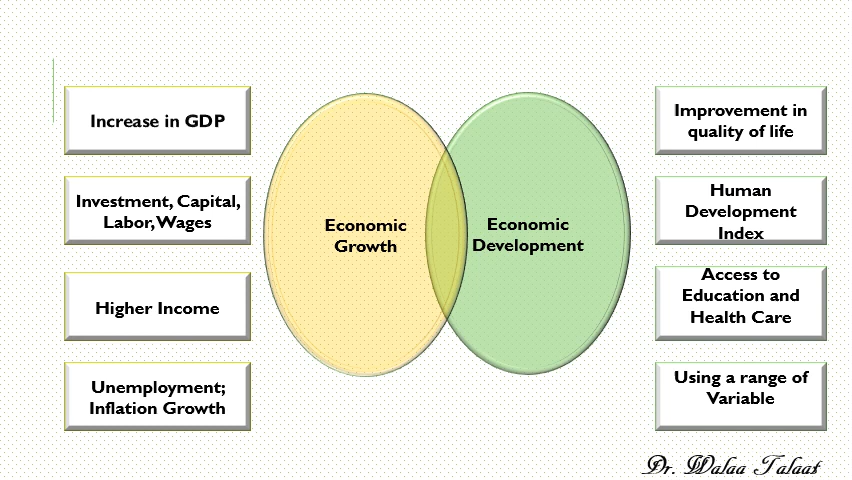 Increase in GDP
Investment, Capital,
Labor, Wages
Higher Income
Unemployment;
Inflation Growth
Economic
Growth
Economic
Development
Improvement in
quality of life
Human
Development
Index
Access to
Education and
Health Care
Using a range of
Variable
Dr. Walaa Talaat